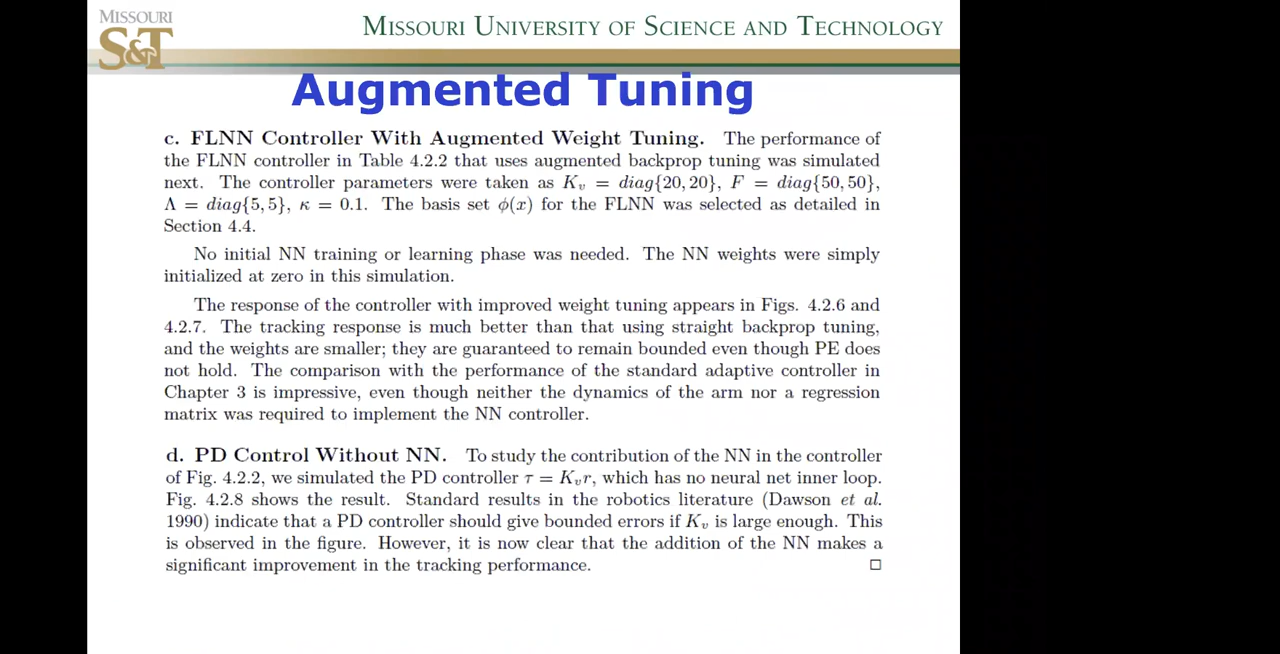 MISSOURI
S&T
MISSOURI UNIVERSITY OF SCIENCE AND TECHNOLOGY
Augmented Tuning
c. FLNN Controller With Augmented Weight Tuning. The performance of
the FLNN controller in Table 4.2.2 that uses augmented backprop tuning was simulated
next. The controller parameters were taken as Kᵥ = diag{20, 20}, F = diag{50, 50},
Λ = diag{5, 5}, κ = 0.1. The basis set ϕ(x) for the FLNN was selected as detailed in
Section 4.4.
No initial NN training or learning phase was needed. The NN weights were simply
initialized at zero in this simulation.
The response of the controller with improved weight tuning appears in Figs. 4.2.6 and
4.2.7. The tracking response is much better than that using straight backprop tuning,
and the weights are smaller; they are guaranteed to remain bounded even though PE does
not hold. The comparison with the performance of the standard adaptive controller in
Chapter 3 is impressive, even though neither the dynamics of the arm nor a regression
matrix was required to implement the NN controller.
d. PD Control Without NN. To study the contribution of the NN in the controller
of Fig. 4.2.2, we simulated the PD controller τ = Kᵥr, which has no neural net inner loop.
Fig. 4.2.8 shows the result. Standard results in the robotics literature (Dawson et al.
1990) indicate that a PD controller should give bounded errors if Kᵥ is large enough. This
is observed in the figure. However, it is now clear that the addition of the NN makes a
significant improvement in the tracking performance. □